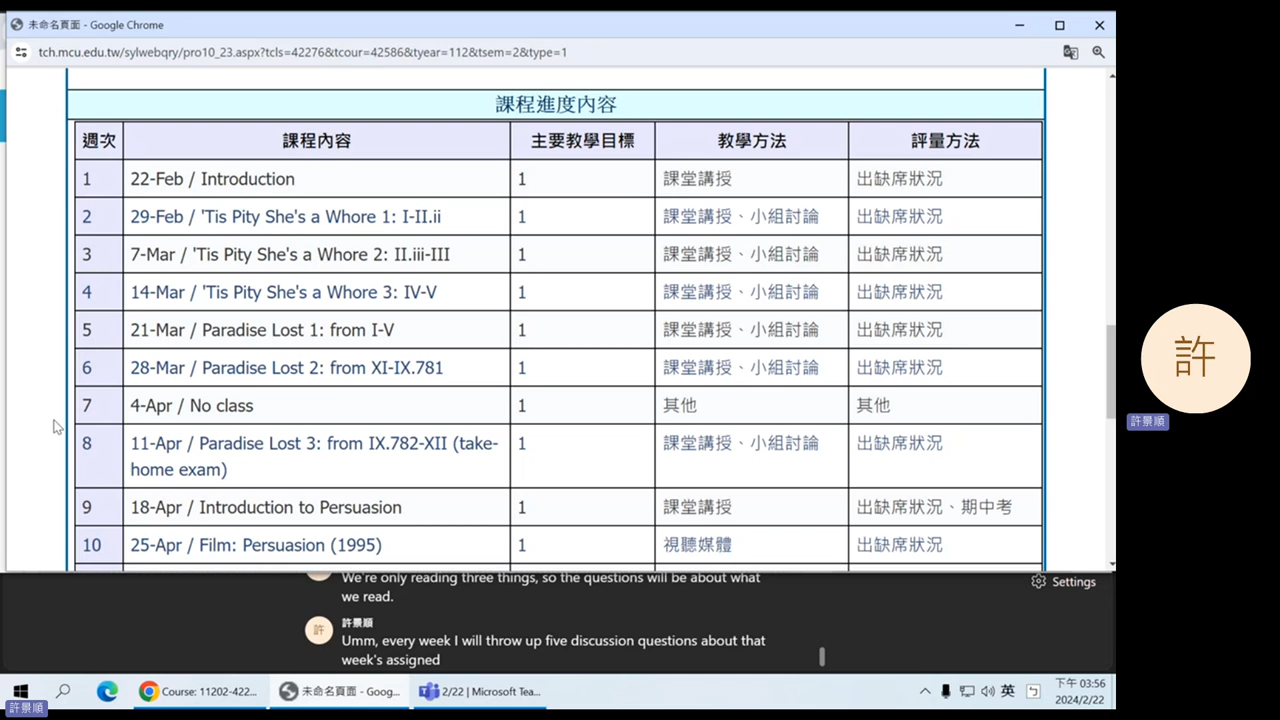 未命名頁面 - Google Chrome
tch.mcu.edu.tw/sylwebqry/pro10_23.aspx?tcls=42276&tcour=42586&tyear=112&tsem=2&type=1
課程進度內容
週次 課程內容 主要教學目標 教學方法 評量方法
1 22-Feb / Introduction 1 課堂講授 出缺席狀況
2 29-Feb / 'Tis Pity She's a Whore 1: I-II.ii 1 課堂講授、小組討論 出缺席狀況
3 7-Mar / 'Tis Pity She's a Whore 2: II.iii-III 1 課堂講授、小組討論 出缺席狀況
4 14-Mar / 'Tis Pity She's a Whore 3: IV-V 1 課堂講授、小組討論 出缺席狀況
5 21-Mar / Paradise Lost 1: from I-V 1 課堂講授、小組討論 出缺席狀況
6 28-Mar / Paradise Lost 2: from XI-IX.781 1 課堂講授、小組討論 出缺席狀況
7 4-Apr / No class 1 其他 其他
8 11-Apr / Paradise Lost 3: from IX.782-XII (take- 1 課堂講授、小組討論 出缺席狀況
home exam)
9 18-Apr / Introduction to Persuasion 1 課堂講授 出缺席狀況、期中考
10 25-Apr / Film: Persuasion (1995) 1 視聽媒體 出缺席狀況
許
許景順
We're only reading three things, so the questions will be about what
we read.
Settings
許
許景順
Umm, every week I will throw up five discussion questions about that
week's assigned
Course: 11202-422...
未命名頁面 - Goog...
2/22 | Microsoft Tea...
英
下午 03:56
2024/2/22
許景順